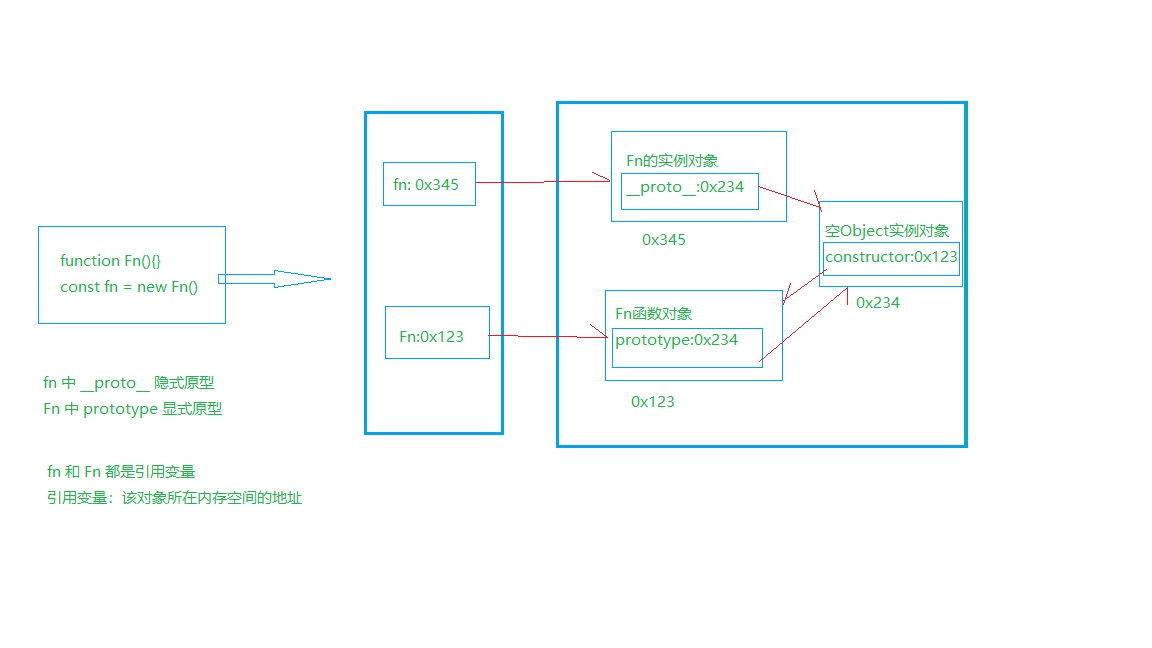 function Fn(){}
const fn = new Fn()
fn 中 __proto__ 隐式原型
Fn 中 prototype 显式原型
fn 和 Fn 都是引用变量
引用变量：该对象所在内存空间的地址
fn: 0x345
Fn:0x123
Fn的实例对象
__proto__:0x234
0x345
空Object实例对象
constructor:0x123
0x234
Fn函数对象
prototype:0x234
0x123